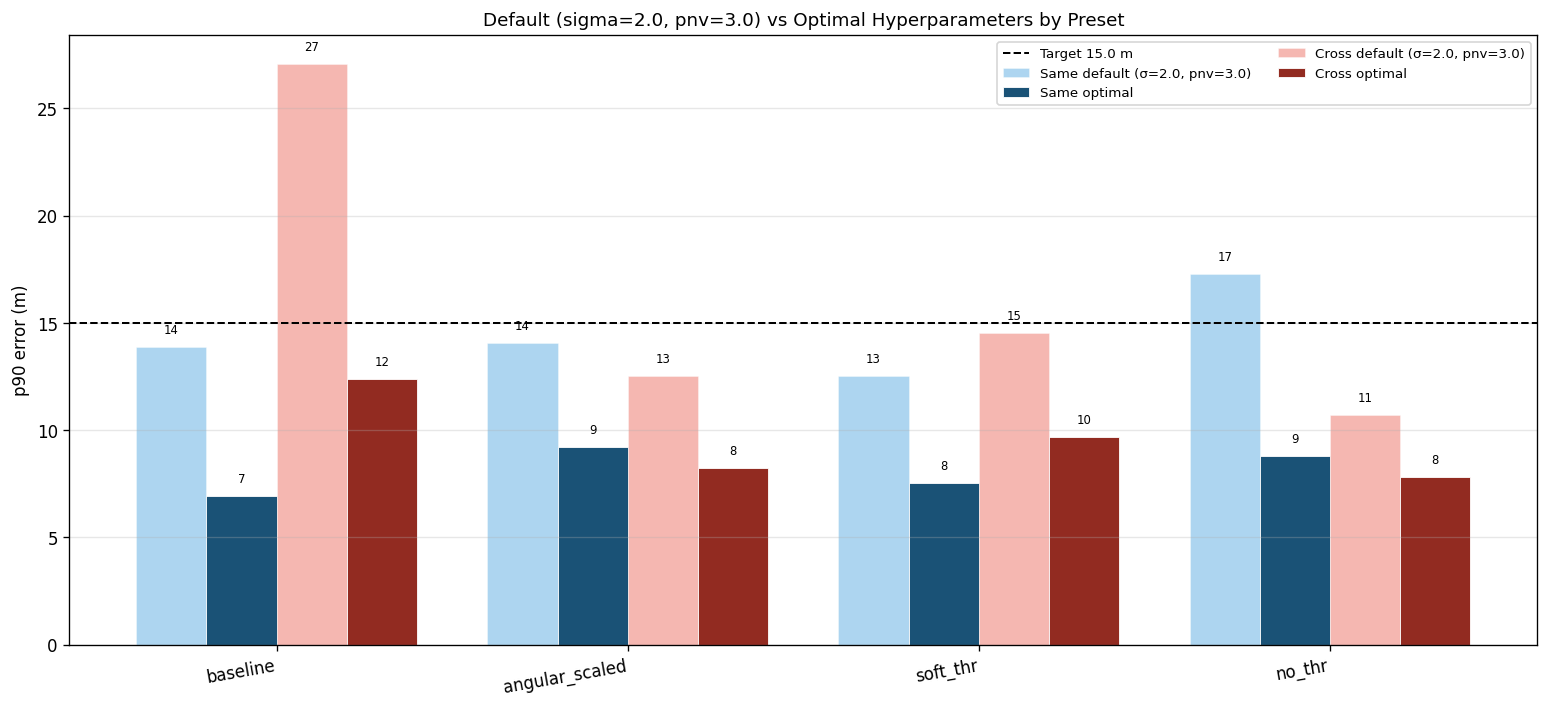 Default (sigma=2.0, pnv=3.0) vs Optimal Hyperparameters by Preset
Target 15.0 m
Same default (σ=2.0, pnv=3.0)
Same optimal
Cross default (σ=2.0, pnv=3.0)
Cross optimal
p90 error (m)
25
20
15
10
5
0
14
7
27
12
14
9
13
8
13
8
15
10
17
9
11
8
baseline
angular_scaled
soft_thr
no_thr